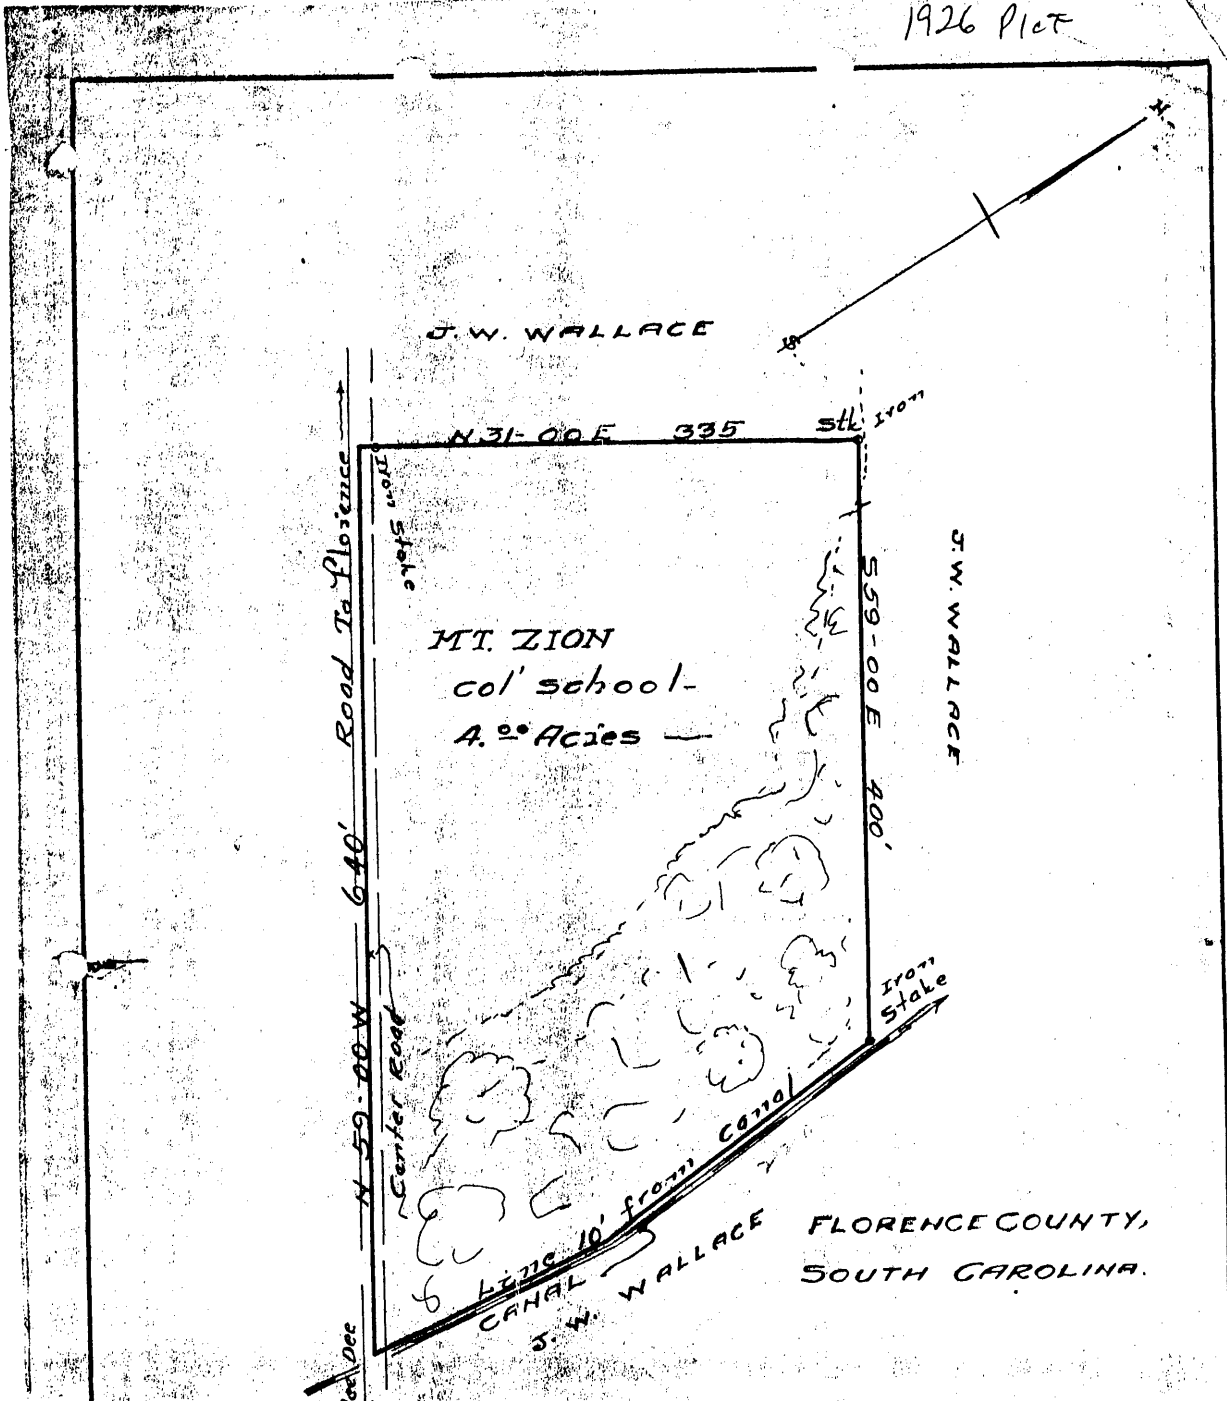 1926 Plat
N
S
J.W. WALLACE
N 31-00 E 335
stk Iron
Iron Stake
Road To Florence
640'
N 59-00 W
Center Road
MT. ZION
col' school-
4.00 Acres —
S59-00 E 400'
J.W. WALLACE
Iron
Stake
Line 10' from Canal
CANAL
J. W. WALLACE
FLORENCE COUNTY,
SOUTH CAROLINA.
Dee